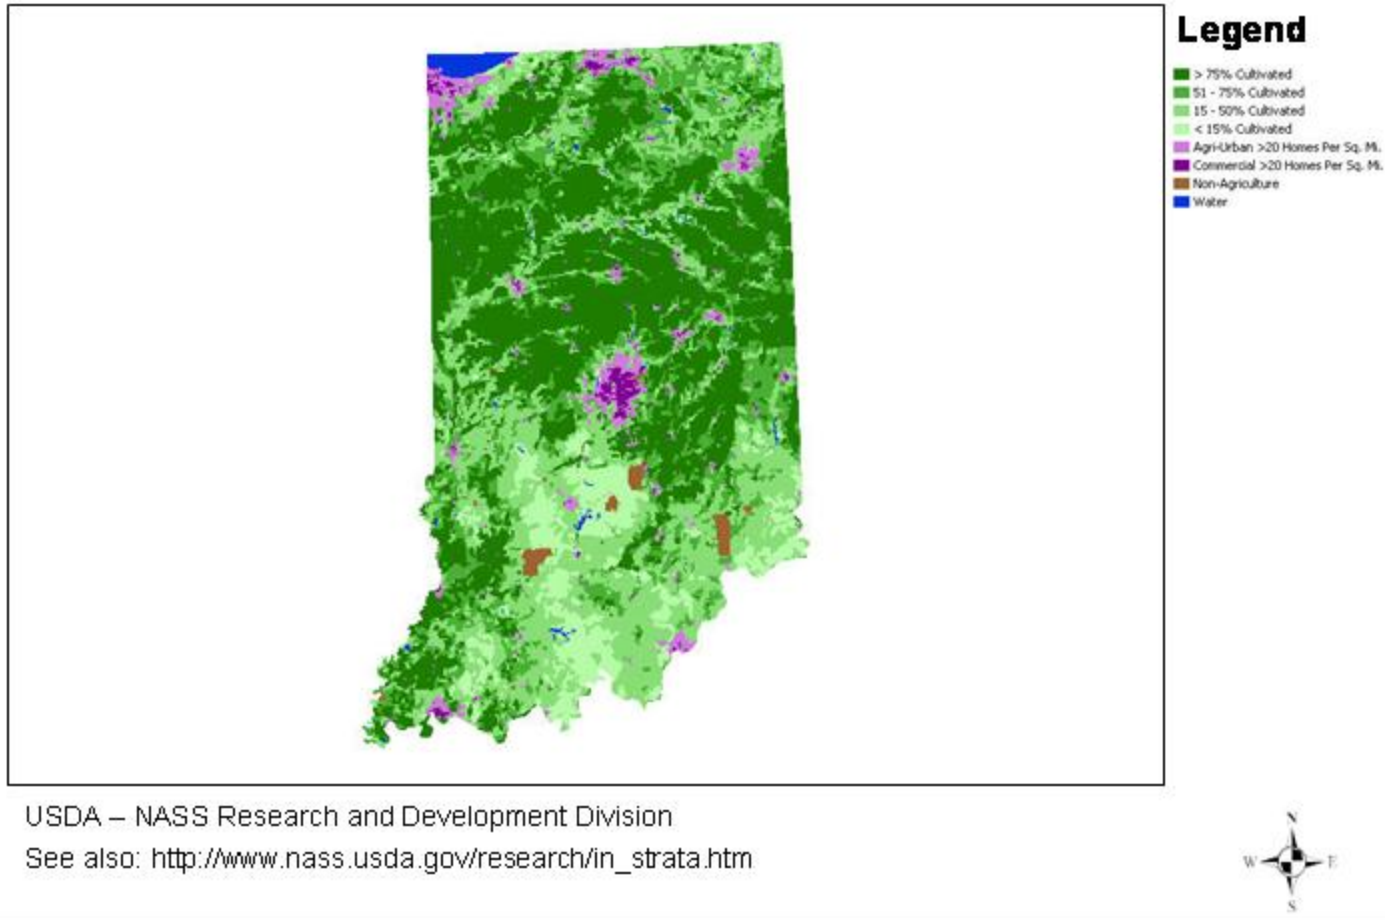 Legend
> 75% Cultivated
51 - 75% Cultivated
15 - 50% Cultivated
< 15% Cultivated
Agri-Urban >20 Homes Per Sq. Mi.
Commercial >20 Homes Per Sq. Mi.
Non-Agriculture
Water
USDA – NASS Research and Development Division
See also: http://www.nass.usda.gov/research/in_strata.htm
N
W E
S